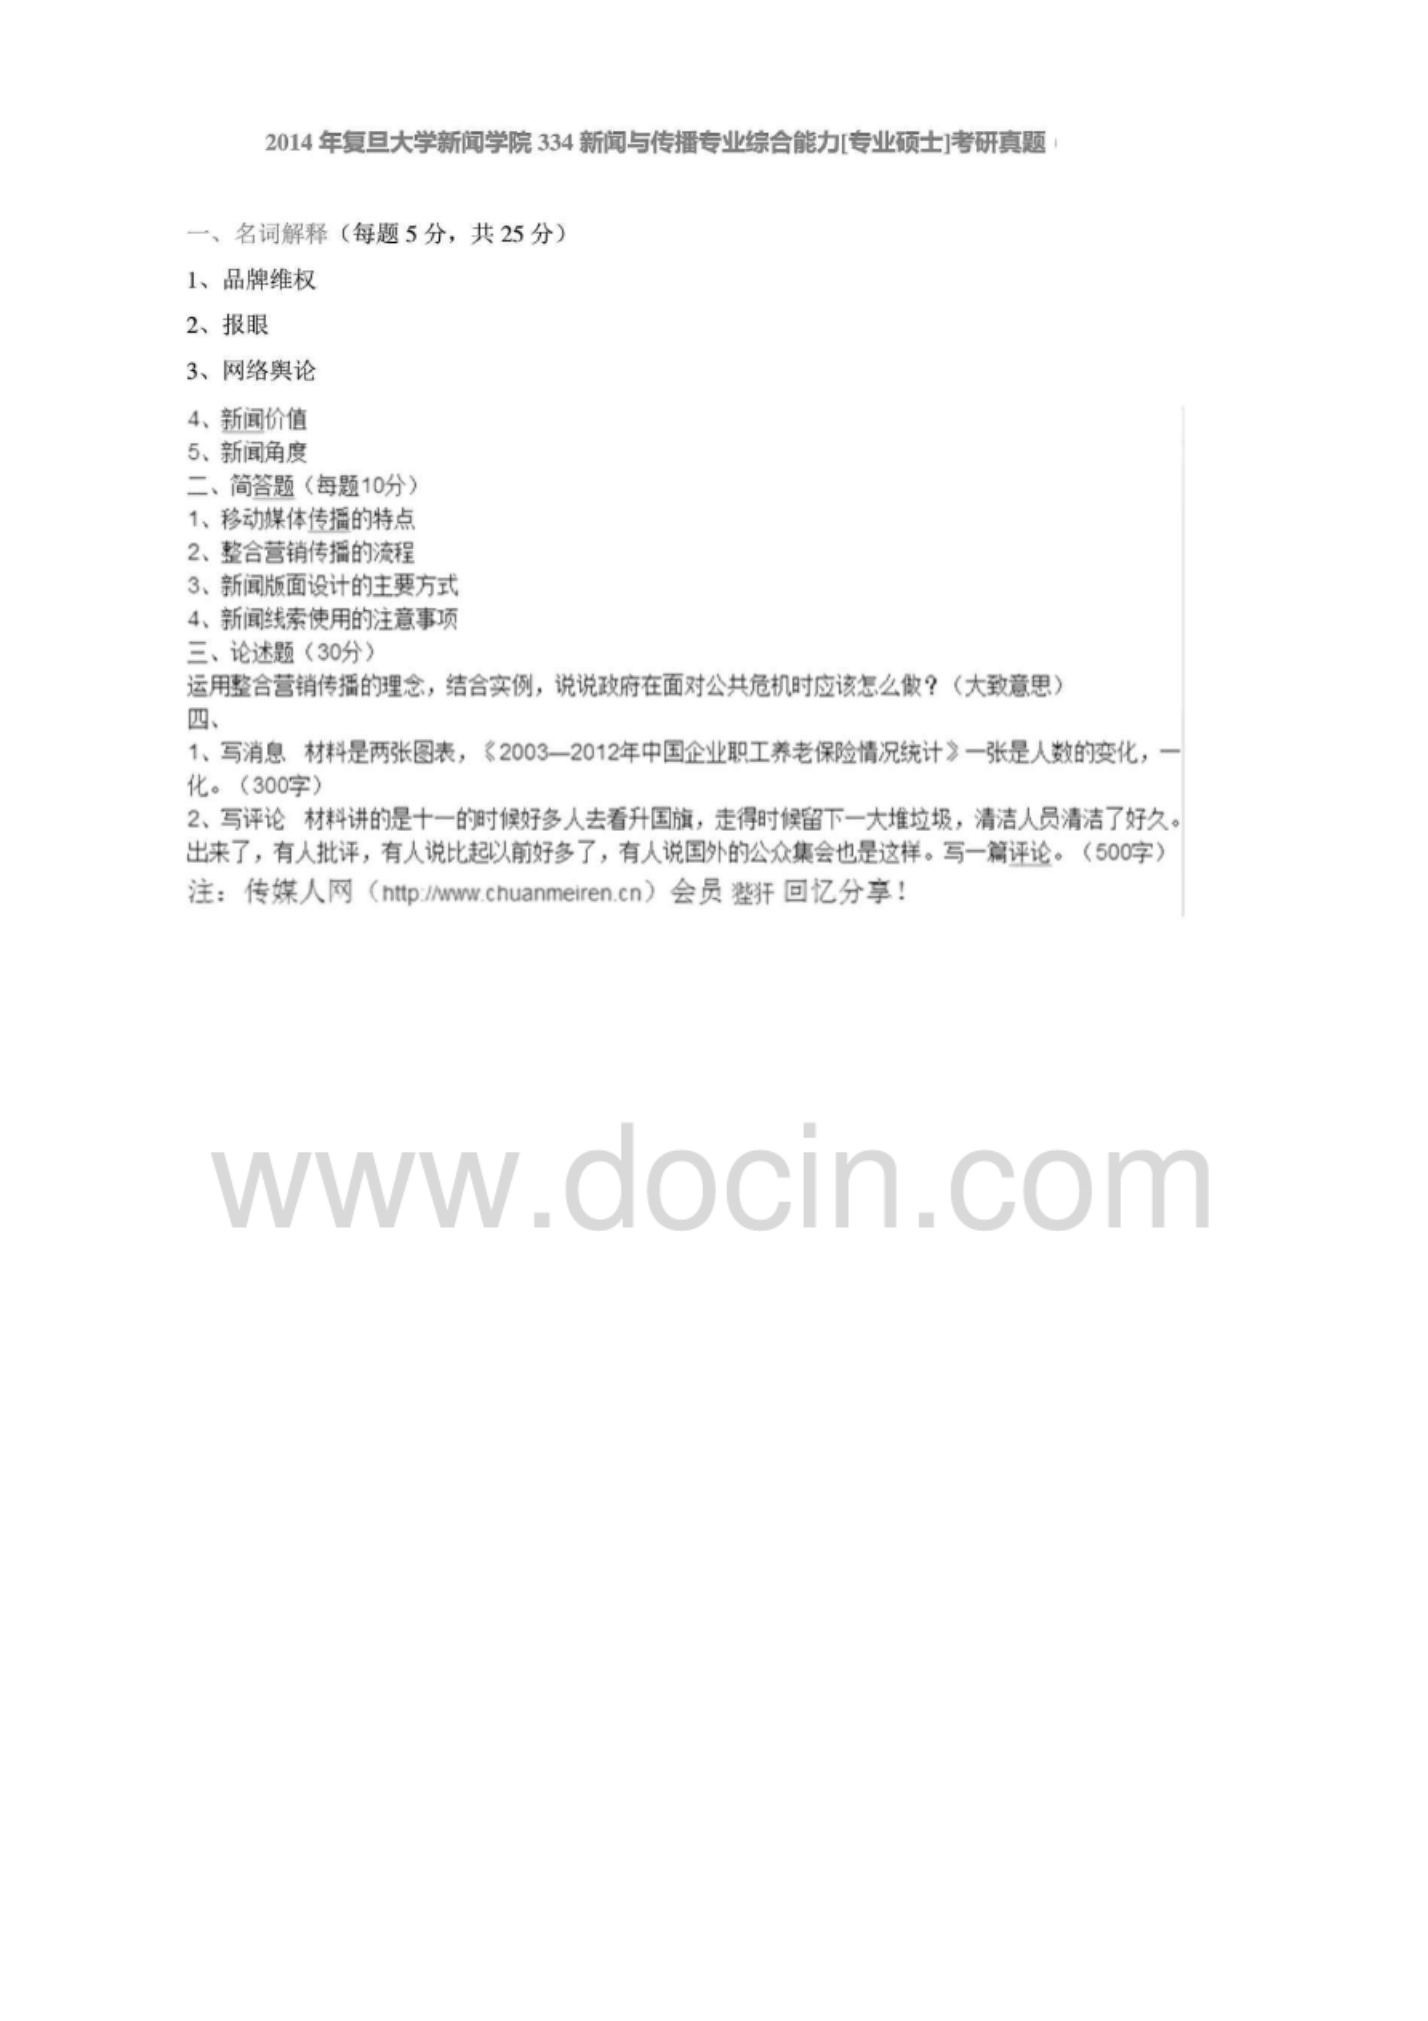 2014 年复旦大学新闻学院 334 新闻与传播专业综合能力[专业硕士]考研真题
一、名词解释（每题 5 分，共 25 分）
1、品牌维权
2、报眼
3、网络舆论
4、新闻价值
5、新闻角度
二、简答题（每题10分）
1、移动媒体传播的特点
2、整合营销传播的流程
3、新闻版面设计的主要方式
4、新闻线索使用的注意事项
三、论述题（30分）
运用整合营销传播的理念，结合实例，说说政府在面对公共危机时应该怎么做？（大致意思）
四、
1、写消息 材料是两张图表，《2003—2012年中国企业职工养老保险情况统计》一张是人数的变化，一
化。（300字）
2、写评论 材料讲的是十一的时候好多人去看升国旗，走得时候留下一大堆垃圾，清洁人员清洁了好久。
出来了，有人批评，有人说比起以前好多了，有人说国外的公众集会也是这样。写一篇评论。（500字）
注：传媒人网（http://www.chuanmeiren.cn）会员 狴犴 回忆分享！
www.docin.com